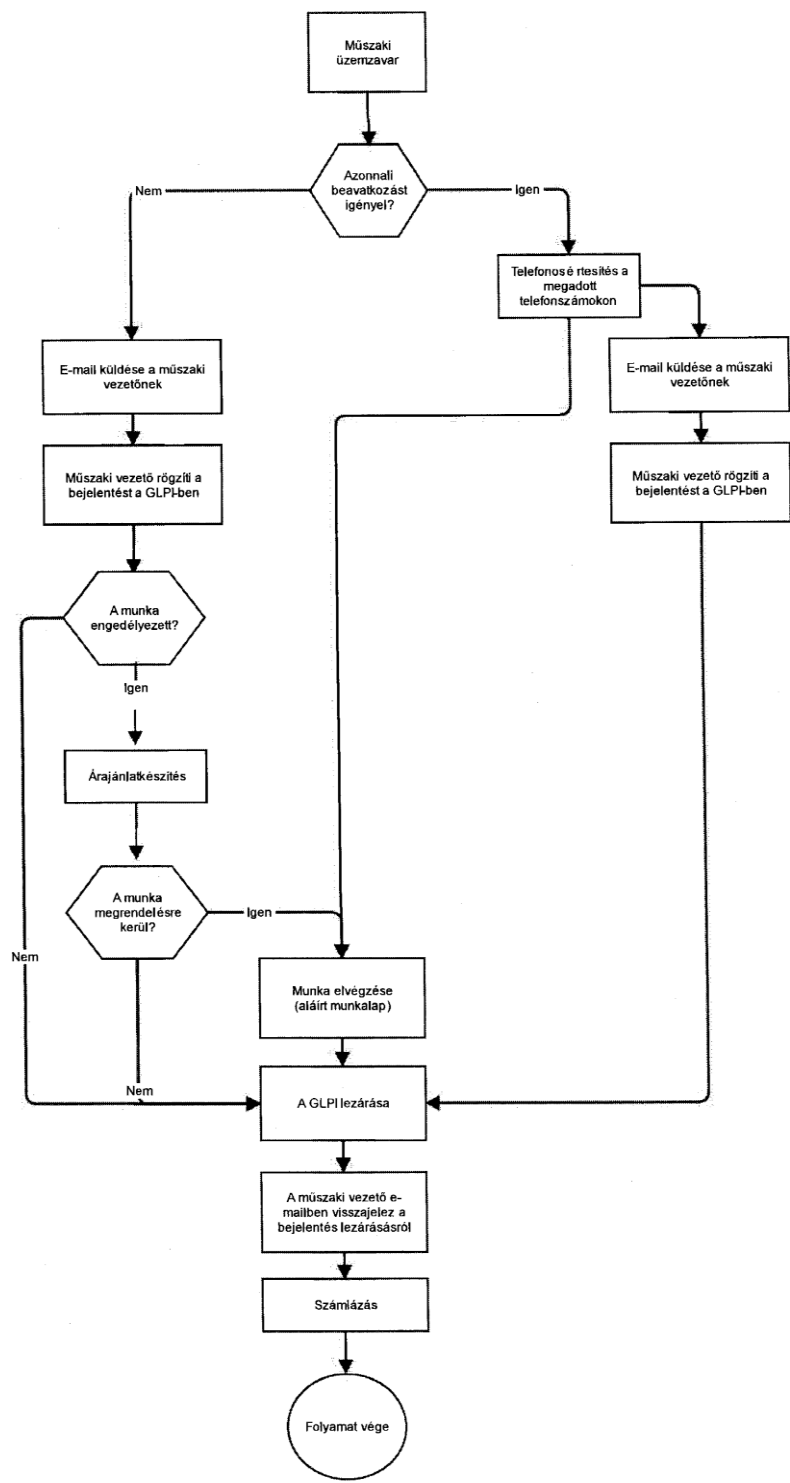 Műszaki
üzemzavar
Azonnali
beavatkozást
igényel?
Nem
Igen
Telefonosé rtesítés a
megadott
telefonszámokon
E-mail küldése a műszaki
vezetőnek
E-mail küldése a műszaki
vezetőnek
Műszaki vezető rögzíti a
bejelentést a GLPI-ben
Műszaki vezető rögzíti a
bejelentést a GLPI-ben
A munka
engedélyezett?
Igen
Árajánlatkészítés
A munka
megrendelésre
kerül?
Igen
Nem
Munka elvégzése
(aláírt munkalap)
Nem
A GLPI lezárása
A műszaki vezető e-
mailben visszajelez a
bejelentés lezárásásról
Számlázás
Folyamat vége